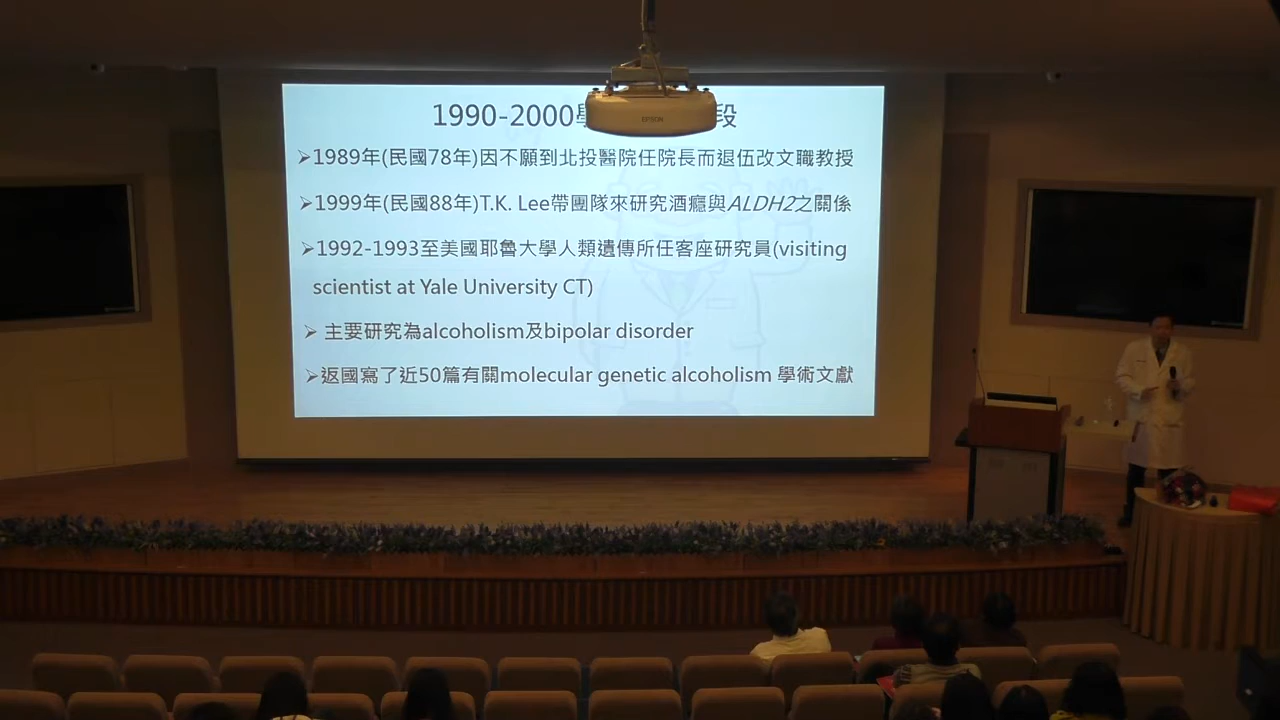 1990-2000學 段
➢1989年(民國78年)因不願到北投醫院任院長而退伍改文職教授
➢1999年(民國88年)T.K. Lee帶團隊來研究酒癮與ALDH2之關係
➢1992-1993至美國耶魯大學人類遺傳所任客座研究員(visiting
scientist at Yale University CT)
➢ 主要研究為alcoholism及bipolar disorder
➢返國寫了近50篇有關molecular genetic alcoholism 學術文獻
EPSON